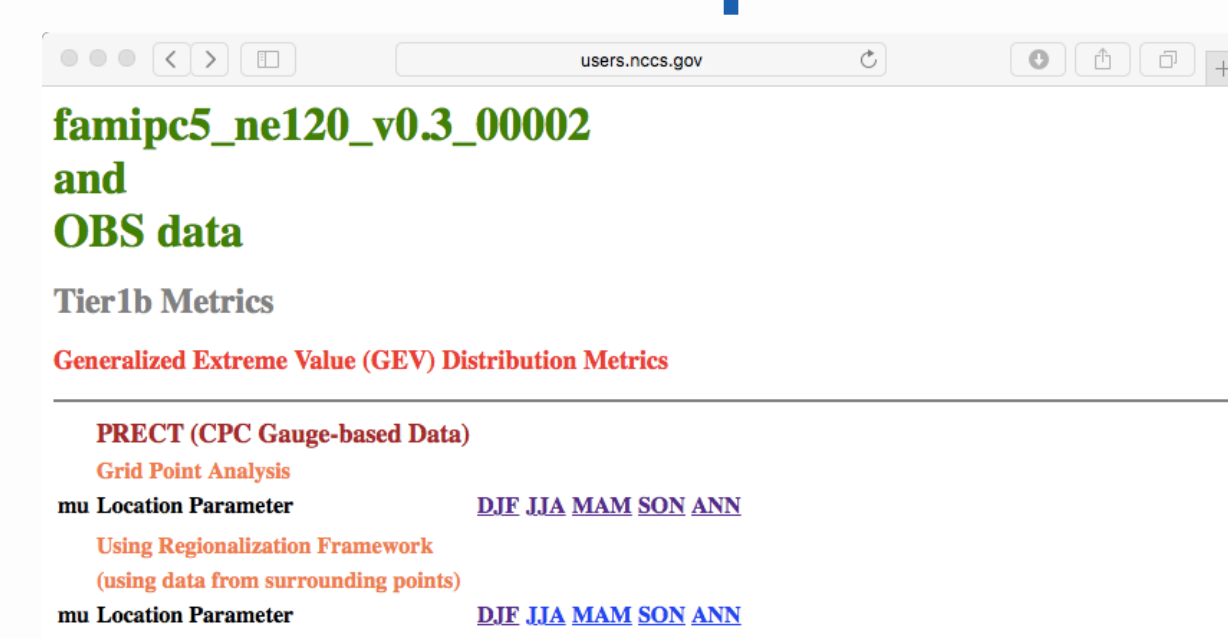 users.nccs.gov
famipc5_ne120_v0.3_00002
and
OBS data
Tier1b Metrics
Generalized Extreme Value (GEV) Distribution Metrics
PRECT (CPC Gauge-based Data)
Grid Point Analysis
mu Location Parameter DJF JJA MAM SON ANN
Using Regionalization Framework
(using data from surrounding points)
mu Location Parameter DJF JJA MAM SON ANN